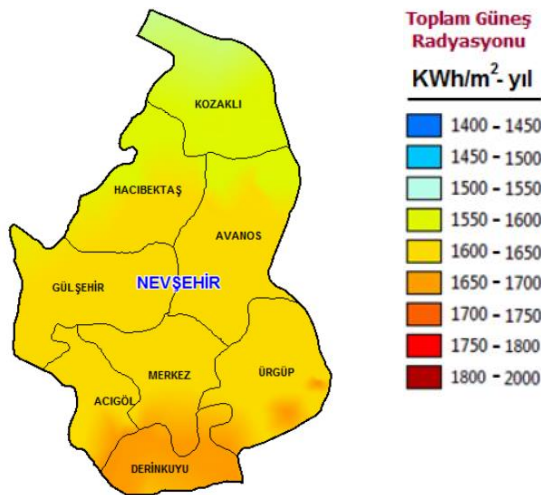 Toplam Güneş
Radyasyonu
KWh/m²- yıl
1400 - 1450
1450 - 1500
1500 - 1550
1550 - 1600
1600 - 1650
1650 - 1700
1700 - 1750
1750 - 1800
1800 - 2000
KOZAKLI
HACIBEKTAŞ
AVANOS
GÜLŞEHİR
NEVŞEHİR
MERKEZ
ÜRGÜP
ACIGÖL
DERİNKUYU